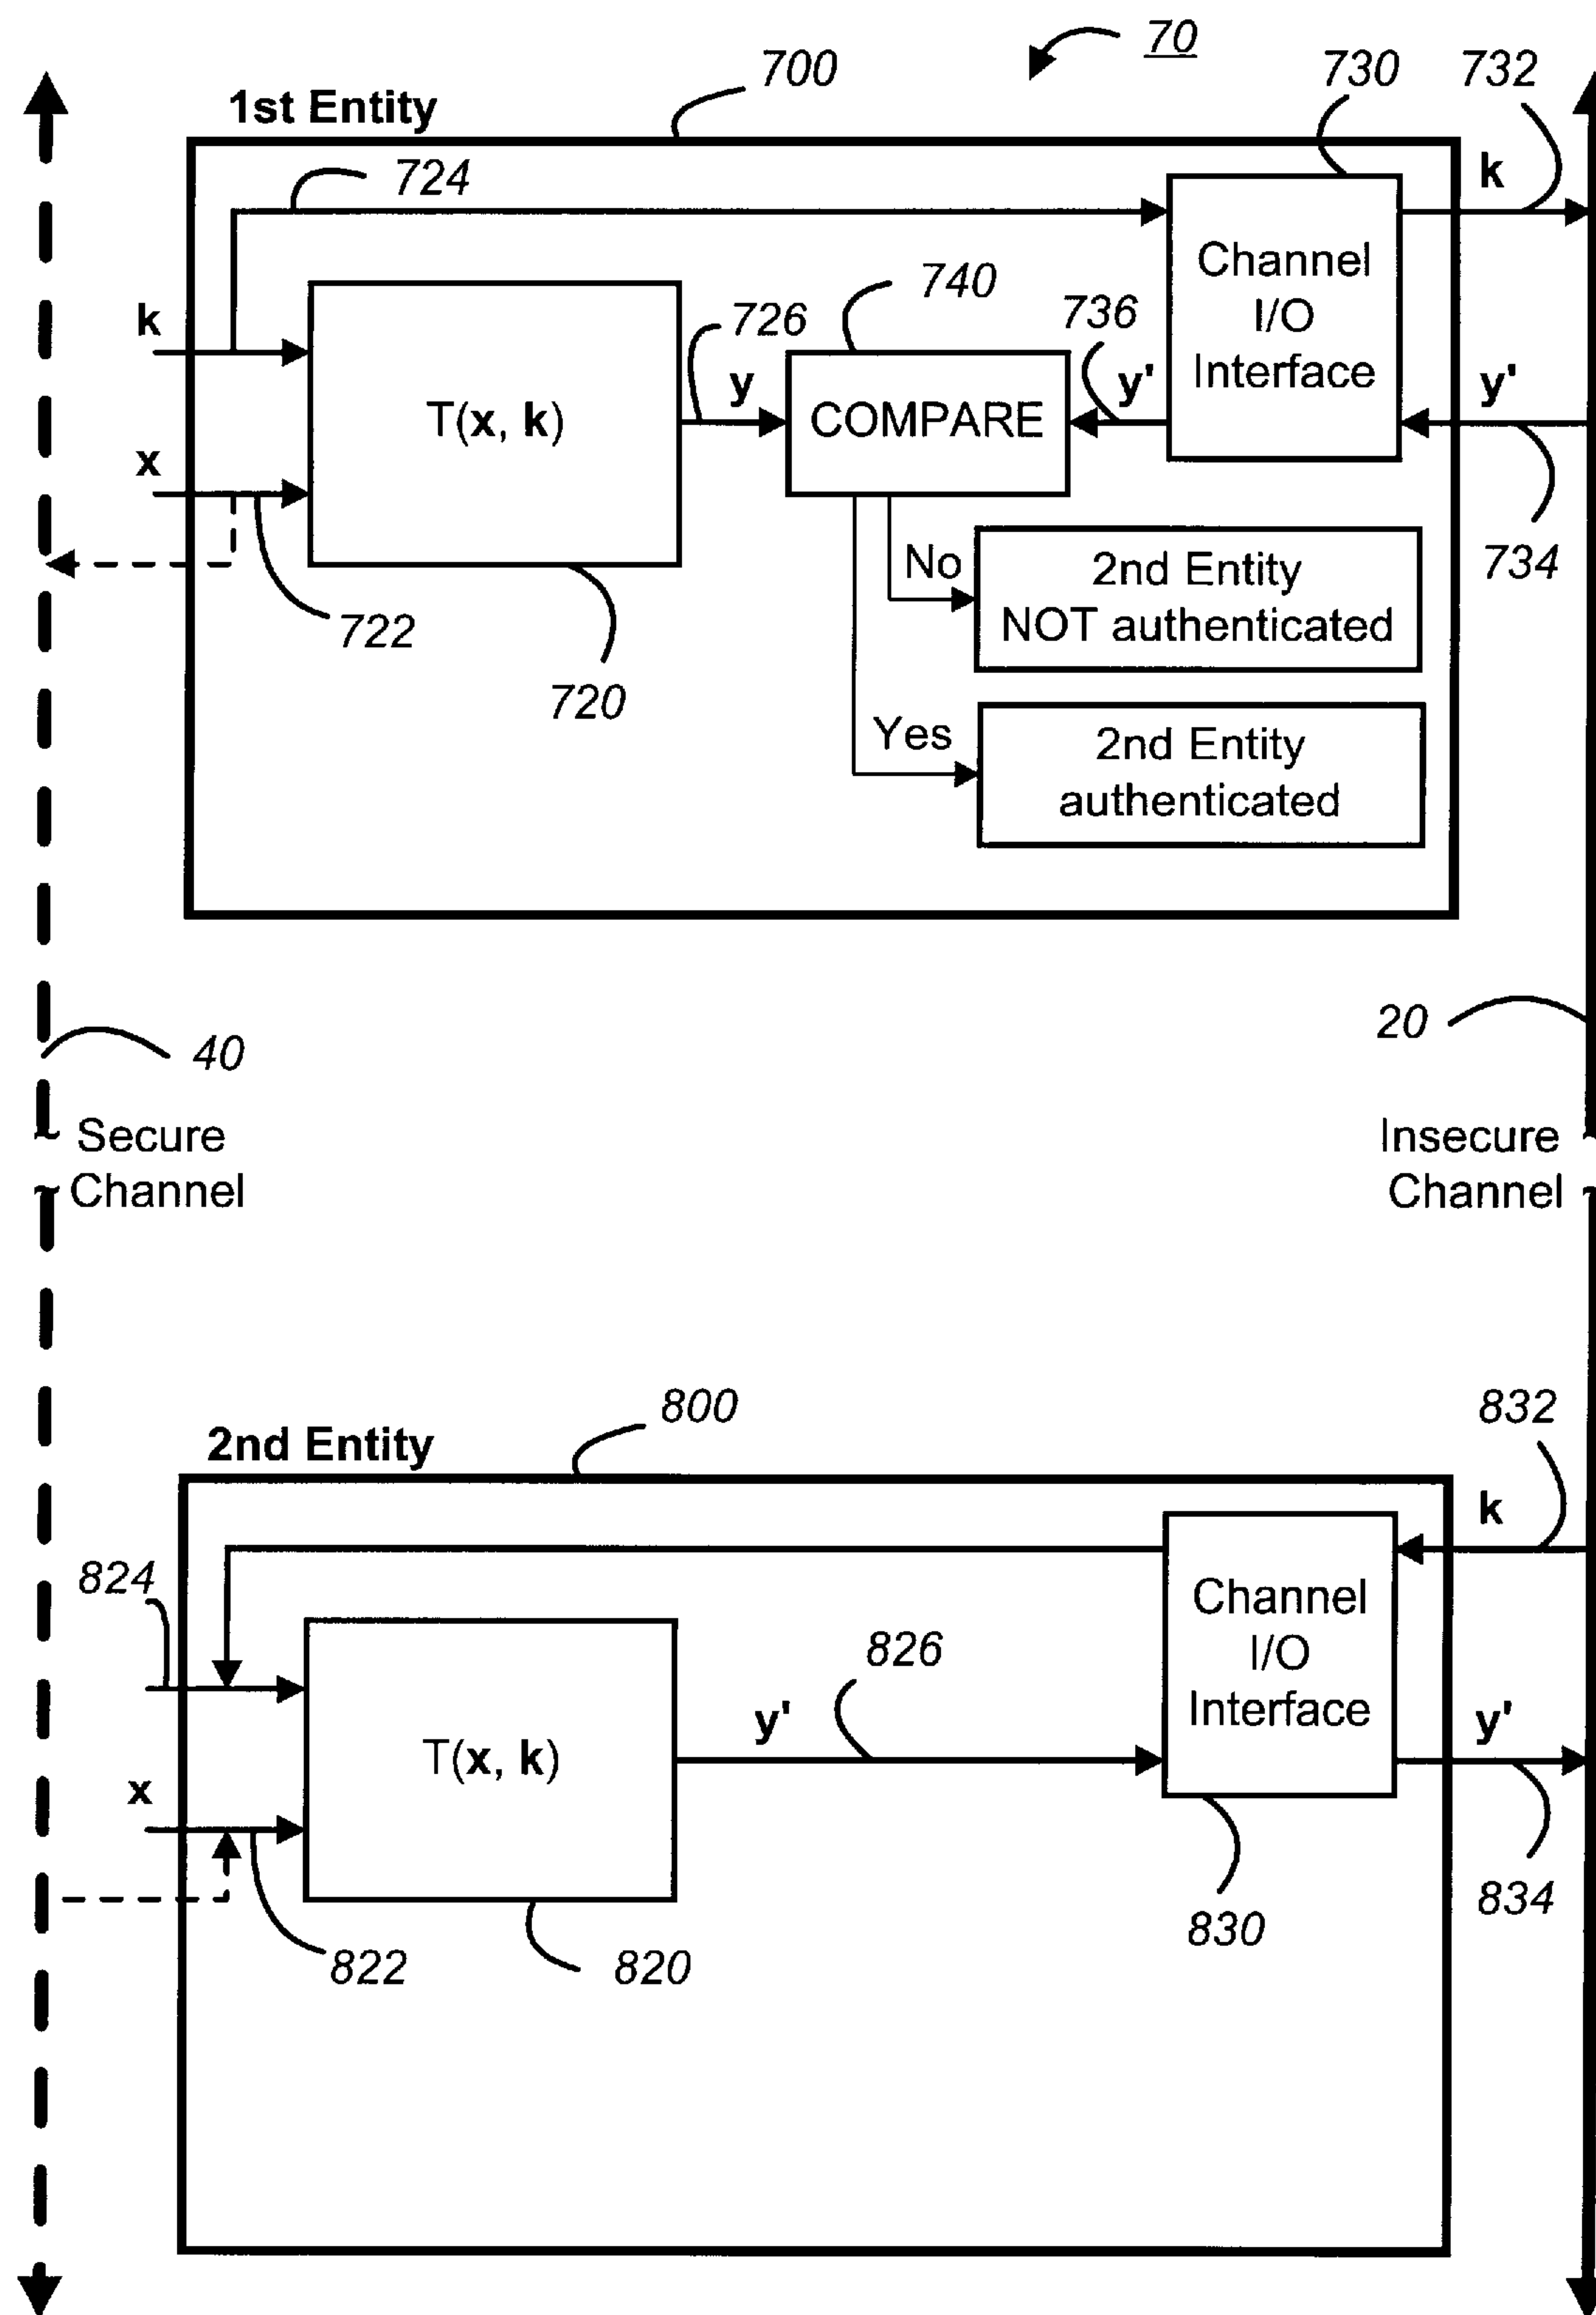 70
700
730
732
1st Entity
724
k
Channel
I/O
Interface
740
736
726
k
y
y'
y'
T(x, k)
COMPARE
x
734
No
2nd Entity
NOT authenticated
722
720
Yes
2nd Entity
authenticated
40
20
Secure
Channel
Insecure
Channel
800
832
2nd Entity
k
824
Channel
I/O
Interface
826
y'
y'
T(x, k)
x
834
830
822
820